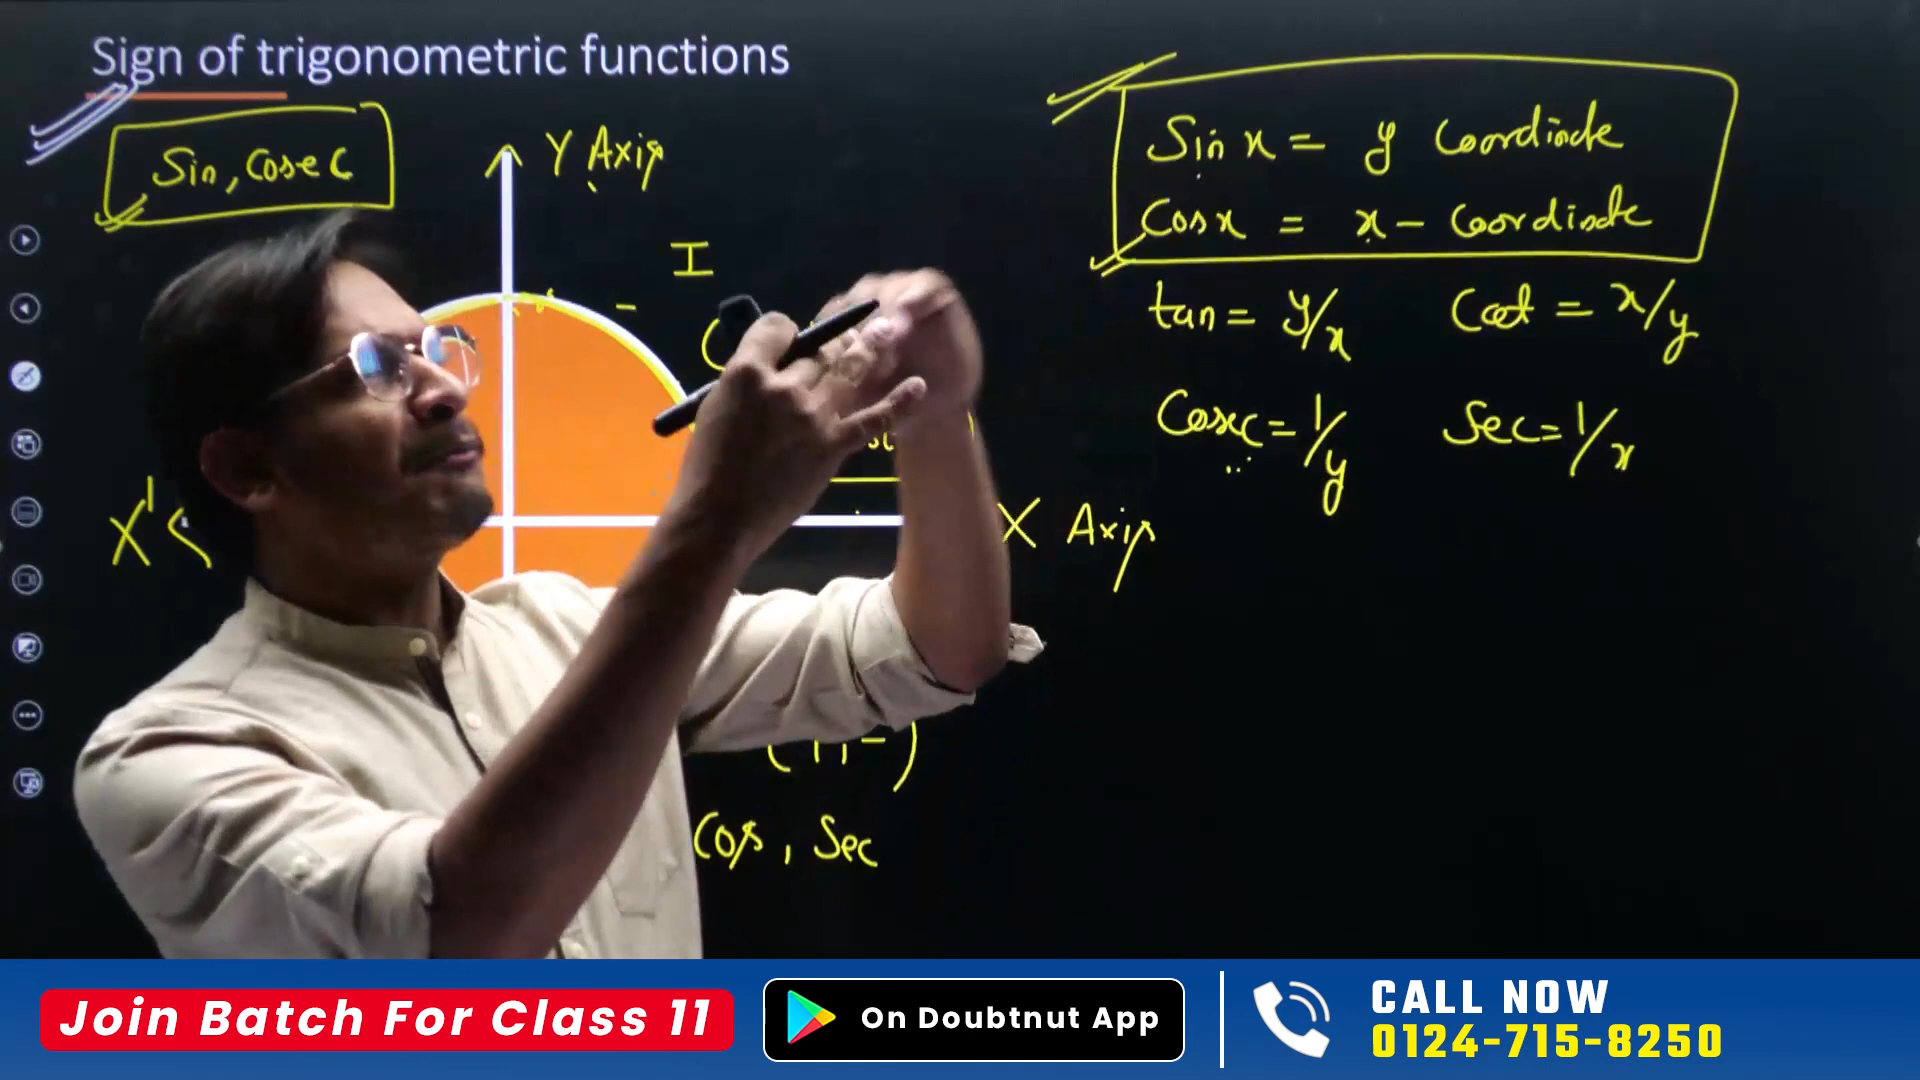 Sign of trigonometric functions
Sin, Cosec
Y Axis
I
X'
X Axis
(+, -)
Cos, Sec
Sin x = y Coordinate
Cos x = x - Coordinate
tan = y/x
Cot = x/y
Cosec = 1/y
Sec = 1/x
Join Batch For Class 11
On Doubtnut App
CALL NOW
0124-715-8250